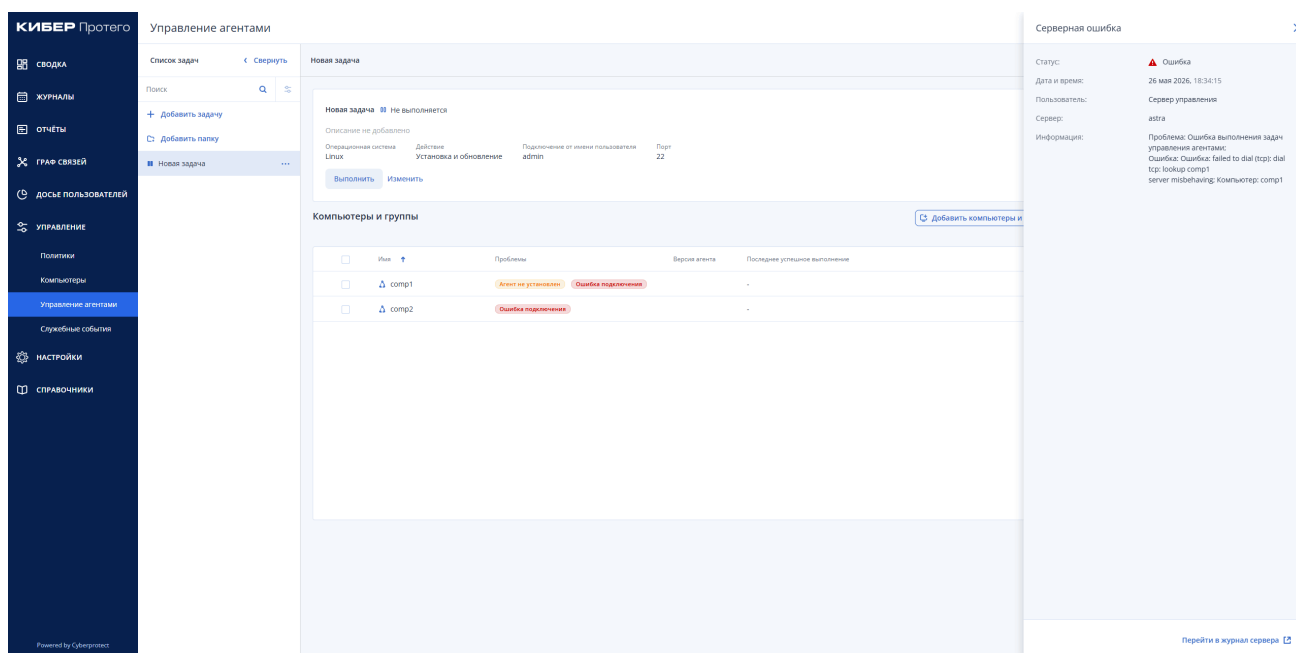 КИБЕР Протего
СВОДКА
ЖУРНАЛЫ
ОТЧЁТЫ
ГРАФ СВЯЗЕЙ
ДОСЬЕ ПОЛЬЗОВАТЕЛЕЙ
УПРАВЛЕНИЕ
Политики
Компьютеры
Управление агентами
Служебные события
НАСТРОЙКИ
СПРАВОЧНИКИ
Powered by Cyberprotect
Управление агентами
Список задач
Свернуть
Поиск
Добавить задачу
Добавить папку
Новая задача
Новая задача
Новая задача Не выполняется
Описание не добавлено
Операционная система Действие Подключение от имени пользователя Порт
Linux Установка и обновление admin 22
Выполнить Изменить
Компьютеры и группы
Добавить компьютеры и
Имя Проблемы Версия агента Последнее успешное выполнение
comp1 Агент не установлен Ошибка подключения -
comp2 Ошибка подключения -
Серверная ошибка
Статус: Ошибка
Дата и время: 26 мая 2026, 18:34:15
Пользователь: Сервер управления
Сервер: astra
Информация: Проблема: Ошибка выполнения задач
управления агентами;
Ошибка: Ошибка: failed to dial (tcp): dial
tcp: lookup comp1
server misbehaving; Компьютер: comp1
Перейти в журнал сервера